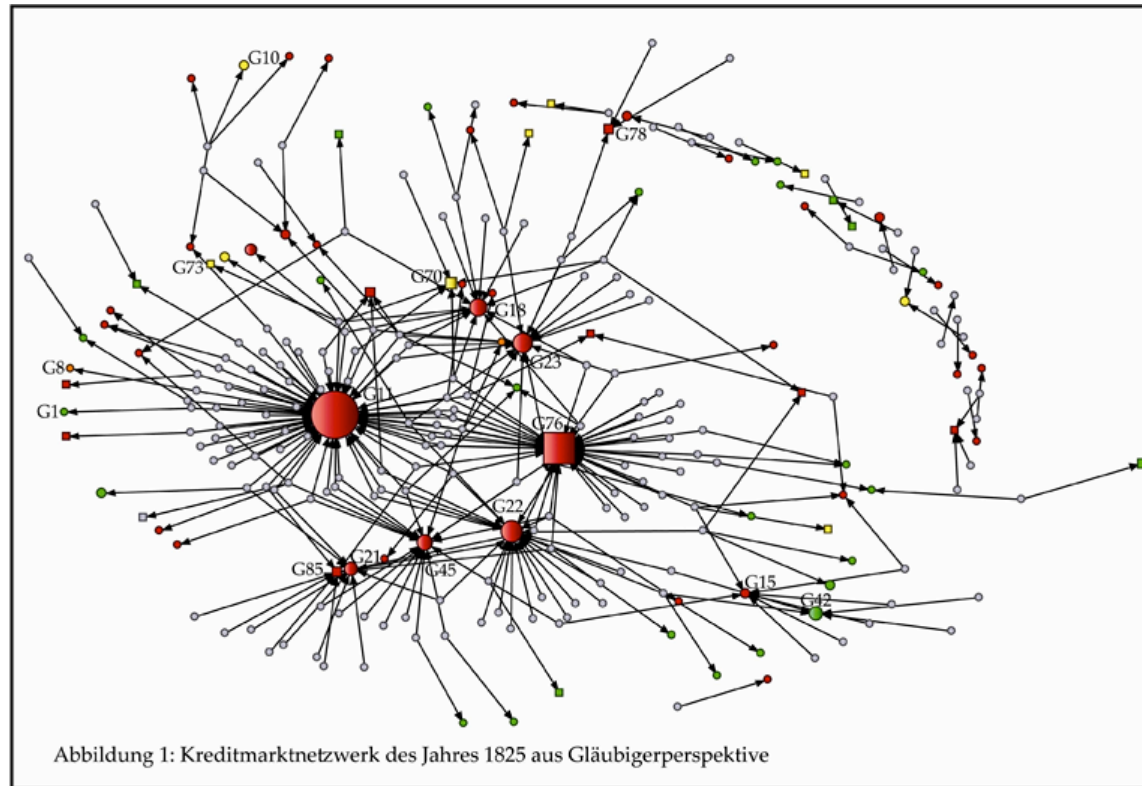 G10
G78
G73
G70
G18
G23
G8
G1
G76
G22
G85
G21
G45
G15
G42
Abbildung 1: Kreditmarktnetzwerk des Jahres 1825 aus Gläubigerperspektive